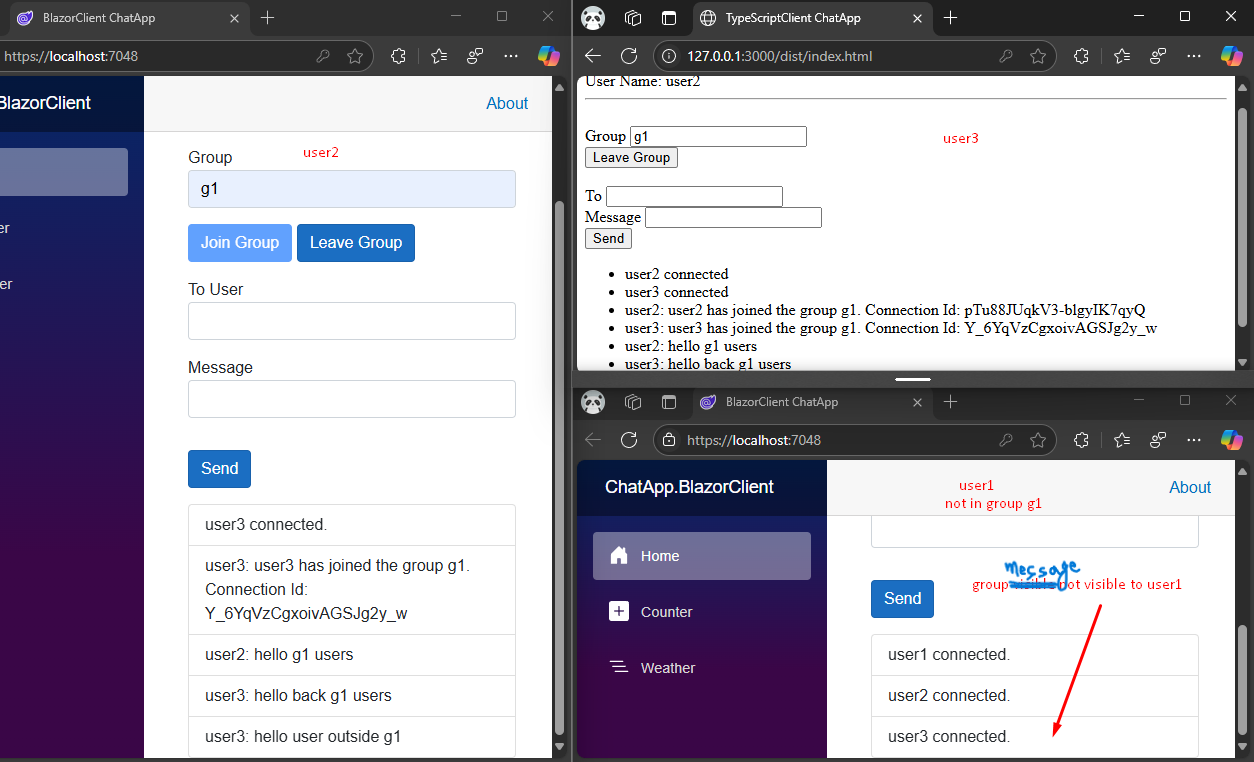 BlazorClient ChatApp
https://localhost:7048
BlazorClient
About
Group
user2
g1
Join Group
Leave Group
er
To User
er
Message
Send
user3 connected.
user3: user3 has joined the group g1.
Connection Id:
Y_6YqVzCgxoivAGSJg2y_w
user2: hello g1 users
user3: hello back g1 users
user3: hello user outside g1
TypeScriptClient ChatApp
127.0.0.1:3000/dist/index.html
User Name: user2
Group g1
user3
Leave Group
To
Message
Send
user2 connected
user3 connected
user2: user2 has joined the group g1. Connection Id: pTu88JUqkV3-blgyIK7qyQ
user3: user3 has joined the group g1. Connection Id: Y_6YqVzCgxoivAGSJg2y_w
user2: hello g1 users
user3: hello back g1 users
BlazorClient ChatApp
https://localhost:7048
ChatApp.BlazorClient
user1
not in group g1
About
Home
message
group visible not visible to user1
Send
Counter
Weather
user1 connected.
user2 connected.
user3 connected.